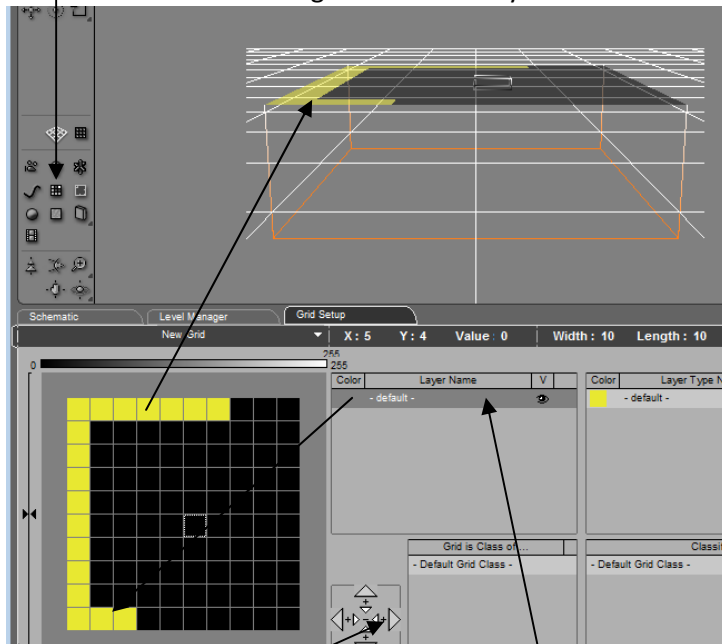 Schematic
Level Manager
Grid Setup
New Grid
X : 5 Y : 4 Value : 0 Width : 10 Length : 10
0
255
255
Color Layer Name V
- default -
Color Layer Type N
- default -
Grid is Class of ...
- Default Grid Class -
Classi
- Default Grid Class -